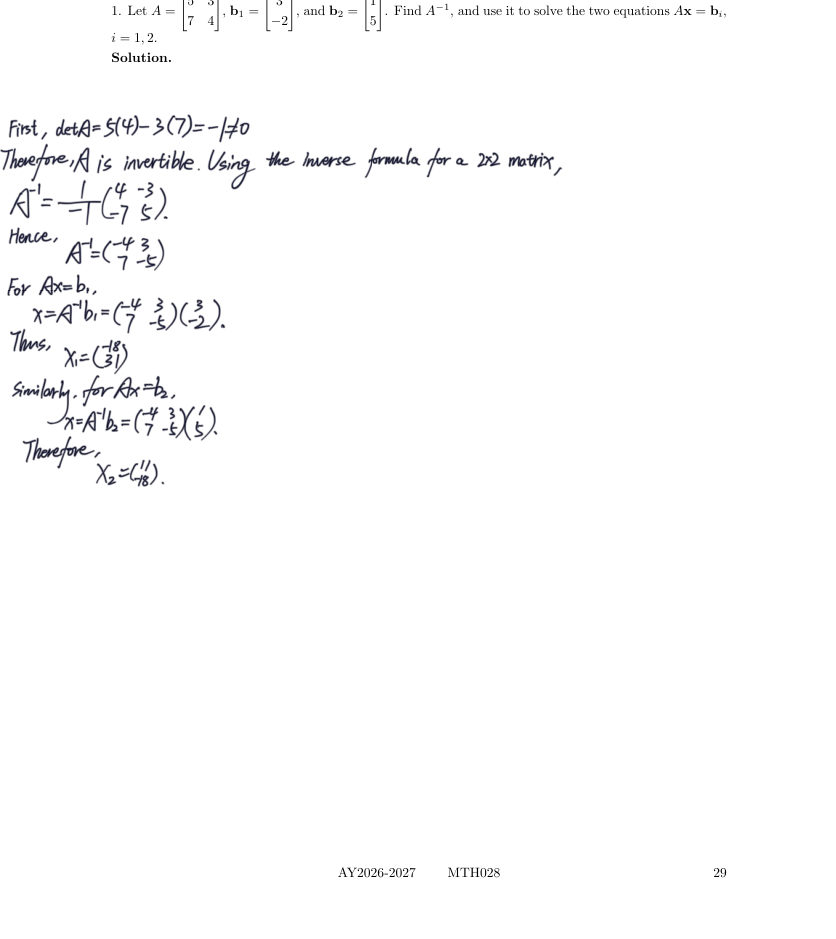 1. Let A = [5 3; 7 4], b₁ = [3; −2], and b₂ = [1; 5]. Find A⁻¹, and use it to solve the two equations Ax = bᵢ,
i = 1, 2.
Solution.
First, detA=5(4)-3(7)=-1≠0
Therefore, A is invertible. Using the inverse formula for a 2x2 matrix,
A⁻¹= 1/-1 (4 -3; -7 5).
Hence,
A⁻¹=(-4 3; 7 -5)
For Ax=b₁,
x=A⁻¹b₁=(-4 3; 7 -5)(3; -2).
Thus,
X₁=(-18; 31)
Similarly, for Ax=b₂,
x=A⁻¹b₂=(-4 3; 7 -5)(1; 5).
Therefore,
X₂=(11; -18).
AY2026-2027 MTH028 29